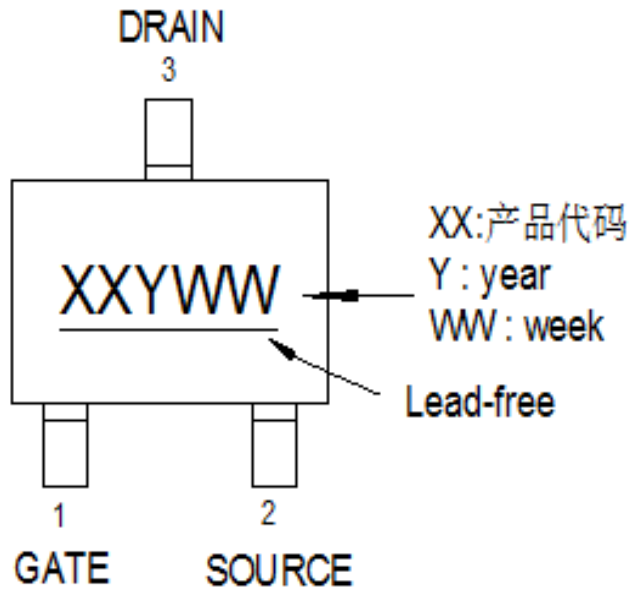 DRAIN
3
XXYWW
XX:产品代码
Y : year
WW : week
Lead-free
1
2
GATE
SOURCE